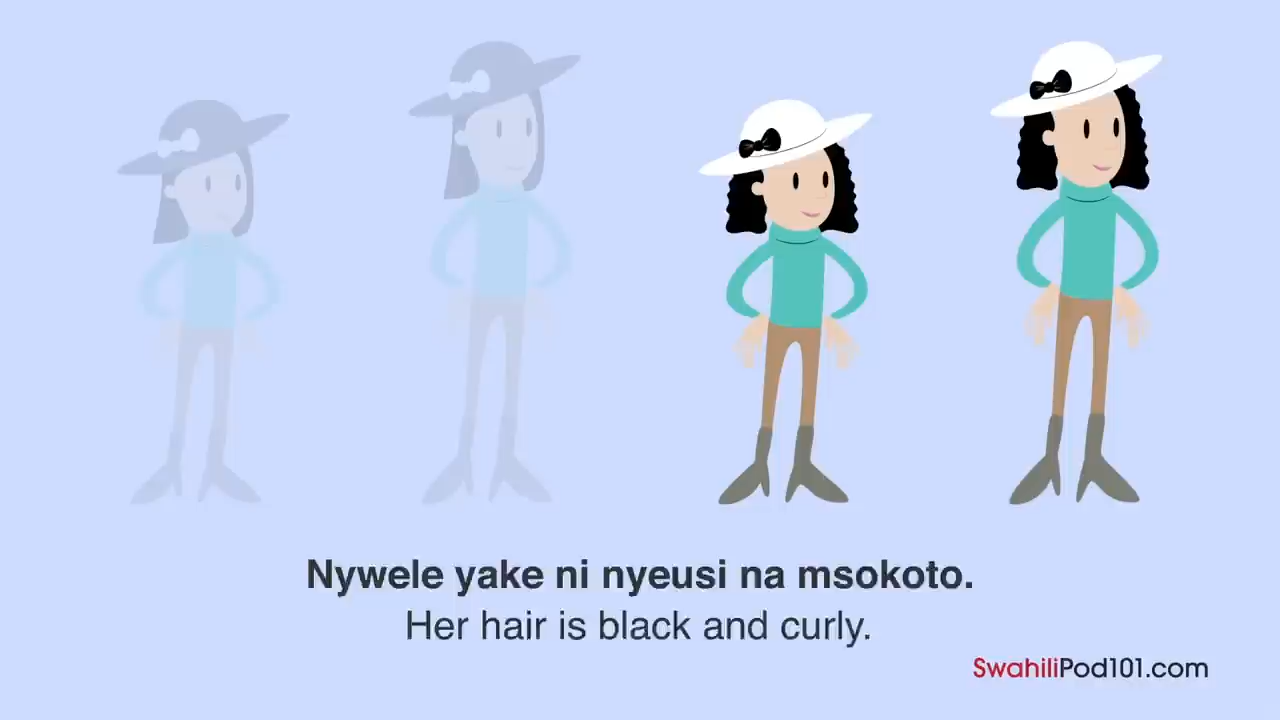 Nywele yake ni nyeusi na msokoto.
Her hair is black and curly.
SwahiliPod101.com